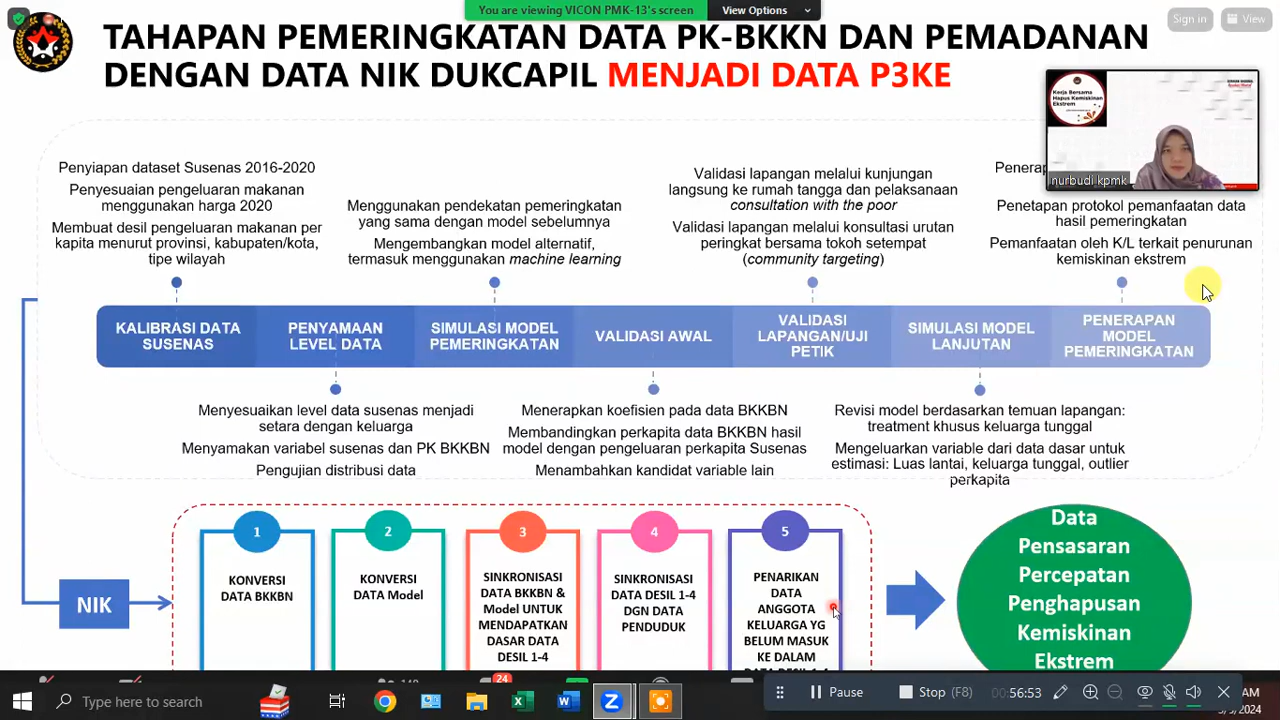 You are viewing VICON PMK-13's screen
View Options
Sign in
View
TAHAPAN PEMERINGKATAN DATA PK-BKKN DAN PEMADANAN
DENGAN DATA NIK DUKCAPIL MENJADI DATA P3KE
Kerja Bersama
Hapus Kemiskinan
Ekstrem
nurbudi kpmk
Penyiapan dataset Susenas 2016-2020
Penyesuaian pengeluaran makanan
menggunakan harga 2020
Membuat desil pengeluaran makanan per
kapita menurut provinsi, kabupaten/kota,
tipe wilayah
Menggunakan pendekatan pemeringkatan
yang sama dengan model sebelumnya
Mengembangkan model alternatif,
termasuk menggunakan machine learning
Validasi lapangan melalui kunjungan
langsung ke rumah tangga dan pelaksanaan
consultation with the poor
Validasi lapangan melalui konsultasi urutan
peringkat bersama tokoh setempat
(community targeting)
Penetapan protokol pemanfaatan data
hasil pemeringkatan
Pemanfaatan oleh K/L terkait penurunan
kemiskinan ekstrem
KALIBRASI DATA
SUSENAS
PENYAMAAN
LEVEL DATA
SIMULASI MODEL
PEMERINGKATAN
VALIDASI AWAL
VALIDASI
LAPANGAN/UJI
PETIK
SIMULASI MODEL
LANJUTAN
PENERAPAN
MODEL
PEMERINGKATAN
Menyesuaikan level data susenas menjadi
setara dengan keluarga
Menyamakan variabel susenas dan PK BKKBN
Pengujian distribusi data
Menerapkan koefisien pada data BKKBN
Membandingkan perkapita data BKKBN hasil
model dengan pengeluaran perkapita Susenas
Menambahkan kandidat variable lain
Revisi model berdasarkan temuan lapangan:
treatment khusus keluarga tunggal
Mengeluarkan variable dari data dasar untuk
estimasi: Luas lantai, keluarga tunggal, outlier
perkapita
NIK
1
KONVERSI
DATA BKKBN
2
KONVERSI
DATA Model
3
SINKRONISASI
DATA BKKBN &
Model UNTUK
MENDAPATKAN
DASAR DATA
DESIL 1-4
4
SINKRONISASI
DATA DESIL 1-4
DGN DATA
PENDUDUK
5
PENARIKAN
DATA
ANGGOTA
KELUARGA YG
BELUM MASUK
KE DALAM
DATA DESIL 1-4
Data
Pensasaran
Percepatan
Penghapusan
Kemiskinan
Ekstrem
24
Type here to search
Pause
Stop (F8)
00:56:53
AM